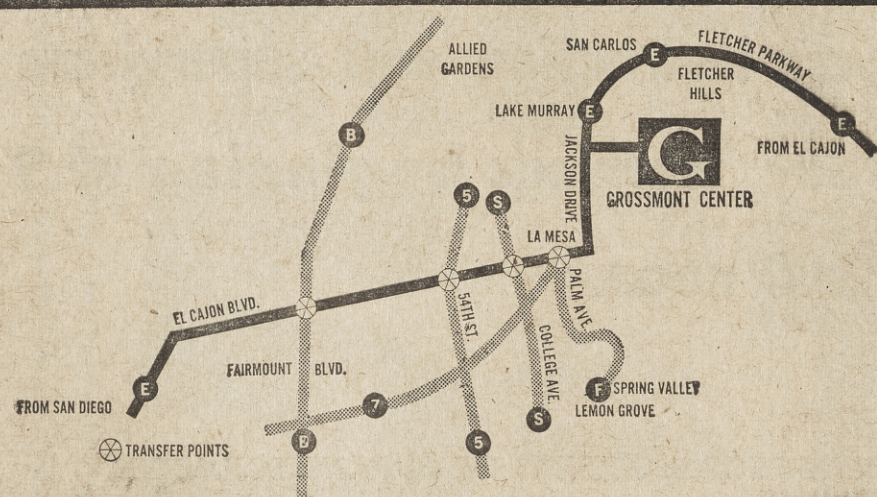 ALLIED
GARDENS
SAN CARLOS
E
FLETCHER PARKWAY
FLETCHER
HILLS
B
LAKE MURRAY
E
E
FROM EL CAJON
JACKSON DRIVE
G
GROSSMONT CENTER
5
S
LA MESA
EL CAJON BLVD.
54TH ST.
PALM AVE.
COLLEGE AVE.
FAIRMOUNT BLVD.
E
FROM SAN DIEGO
7
F
SPRING VALLEY
LEMON GROVE
S
B
5
TRANSFER POINTS